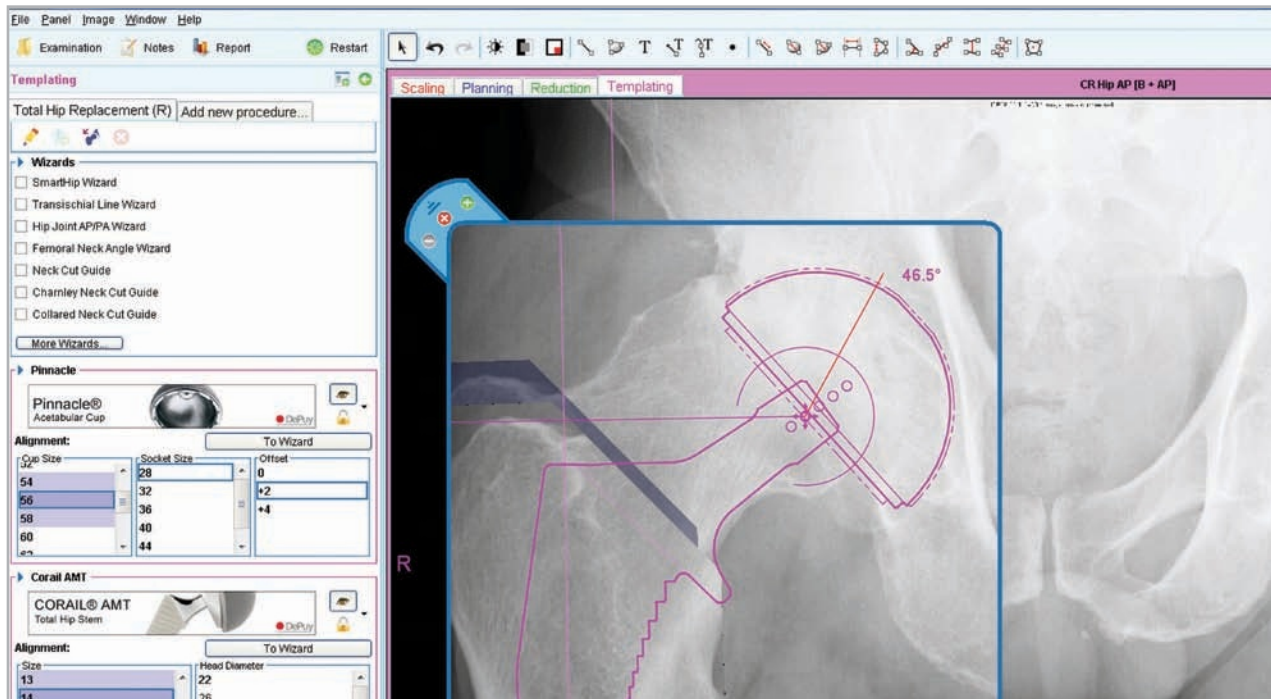 File Panel Image Window Help
Examination Notes Report Restart
Templating
Total Hip Replacement (R) Add new procedure...
Wizards
SmartHip Wizard
Transischial Line Wizard
Hip Joint AP/PA Wizard
Femoral Neck Angle Wizard
Neck Cut Guide
Charnley Neck Cut Guide
Collared Neck Cut Guide
More Wizards...
Pinnacle
Pinnacle®
Acetabular Cup
DePuy
Alignment: To Wizard
Cup Size Socket Size Offset
54 28 0
56 32 +2
58 36 +4
60 40
44
Corail AMT
CORAIL® AMT
Total Hip Stem
DePuy
Alignment: To Wizard
Size Head Diameter
13 22
14 26
T T T
Scaling Planning Reduction Templating CR Hip AP [B + AP]
46.5°
R